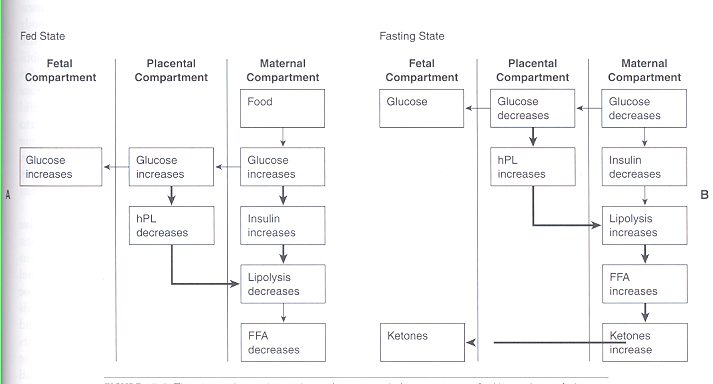 Fed State
Fetal
Compartment
Placental
Compartment
Maternal
Compartment
Food
Glucose
increases
Glucose
increases
Glucose
increases
hPL
decreases
Insulin
increases
Lipolysis
decreases
FFA
decreases
A
Fasting State
Fetal
Compartment
Placental
Compartment
Maternal
Compartment
Glucose
Glucose
decreases
Glucose
decreases
hPL
increases
Insulin
decreases
Lipolysis
increases
FFA
increases
Ketones
Ketones
increase
B